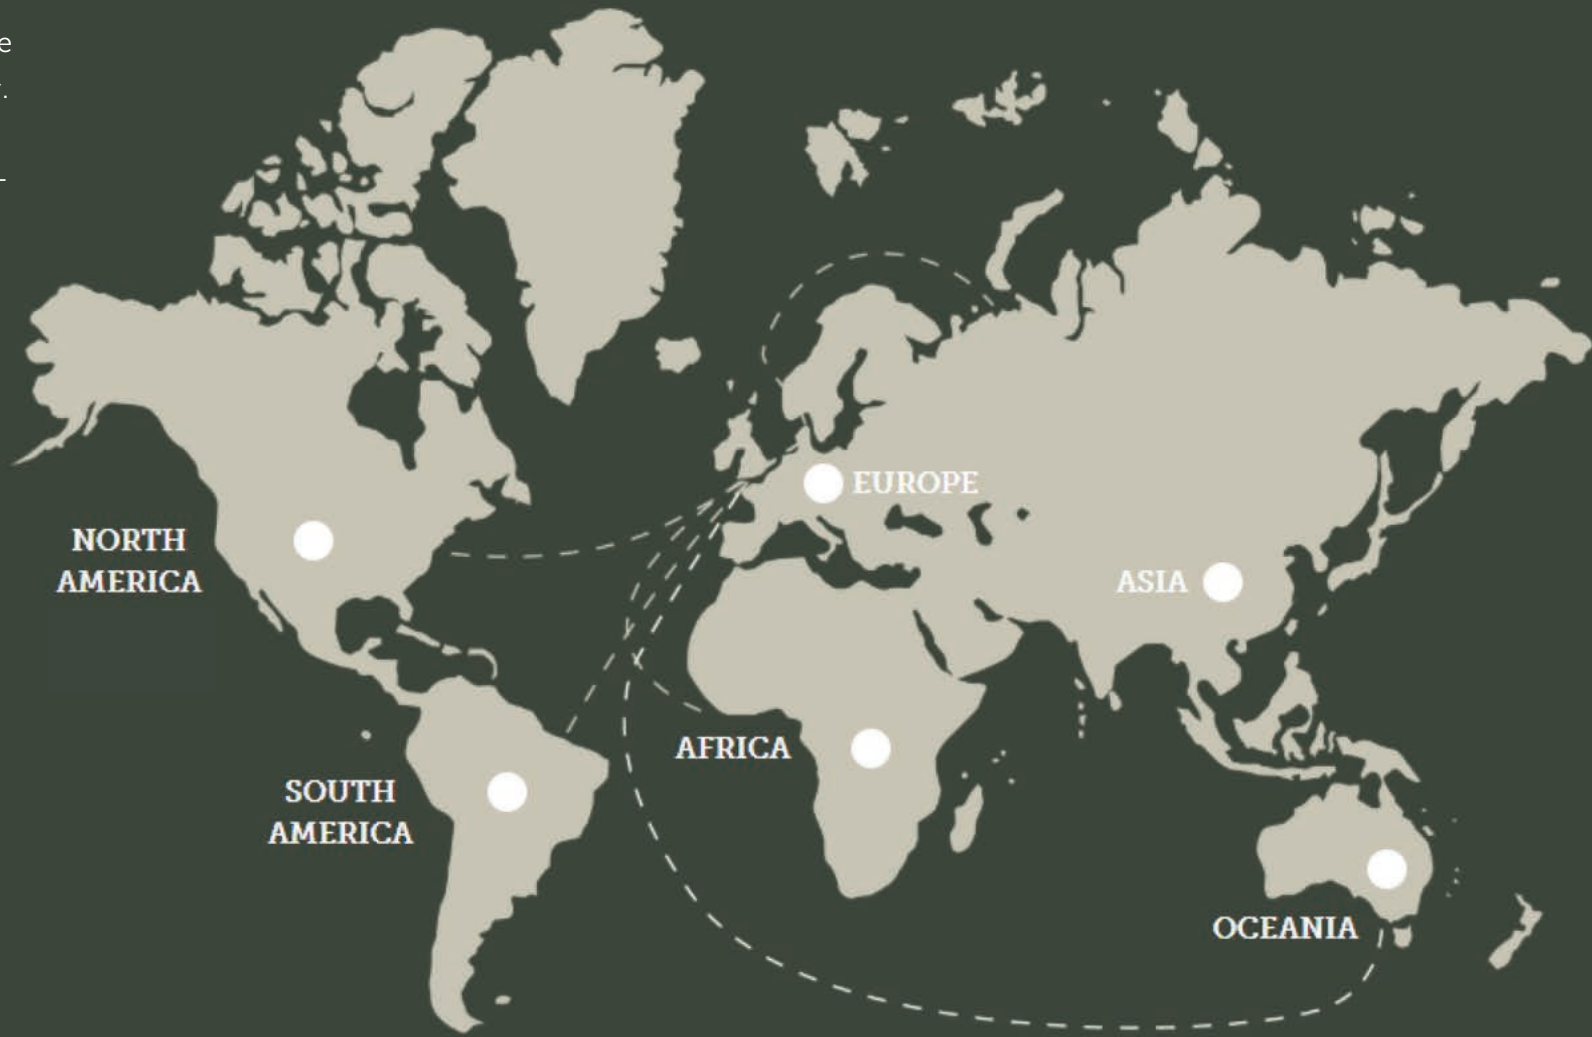 e
.
-
EUROPE
NORTH
AMERICA
ASIA
AFRICA
SOUTH
AMERICA
OCEANIA